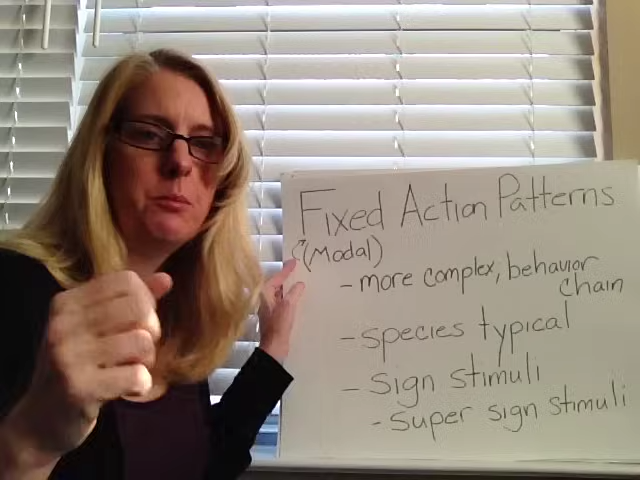 Fixed Action Patterns
(Modal)
- more complex, behavior
chain
- species typical
- sign stimuli
- super sign stimuli